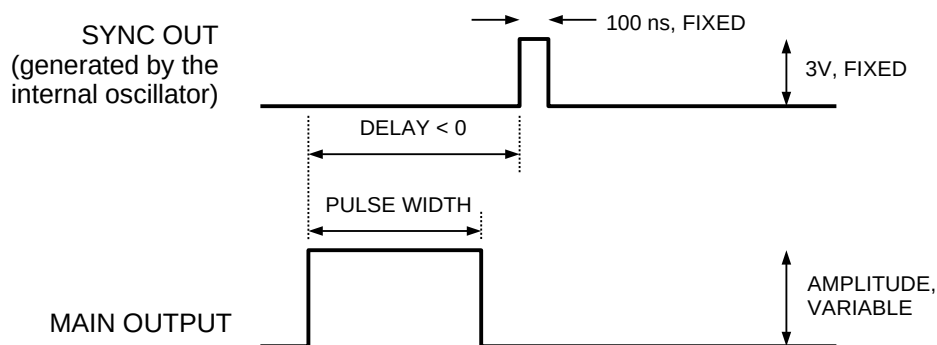 SYNC OUT
(generated by the
internal oscillator)
100 ns, FIXED
3V, FIXED
DELAY < 0
PULSE WIDTH
MAIN OUTPUT
AMPLITUDE,
VARIABLE